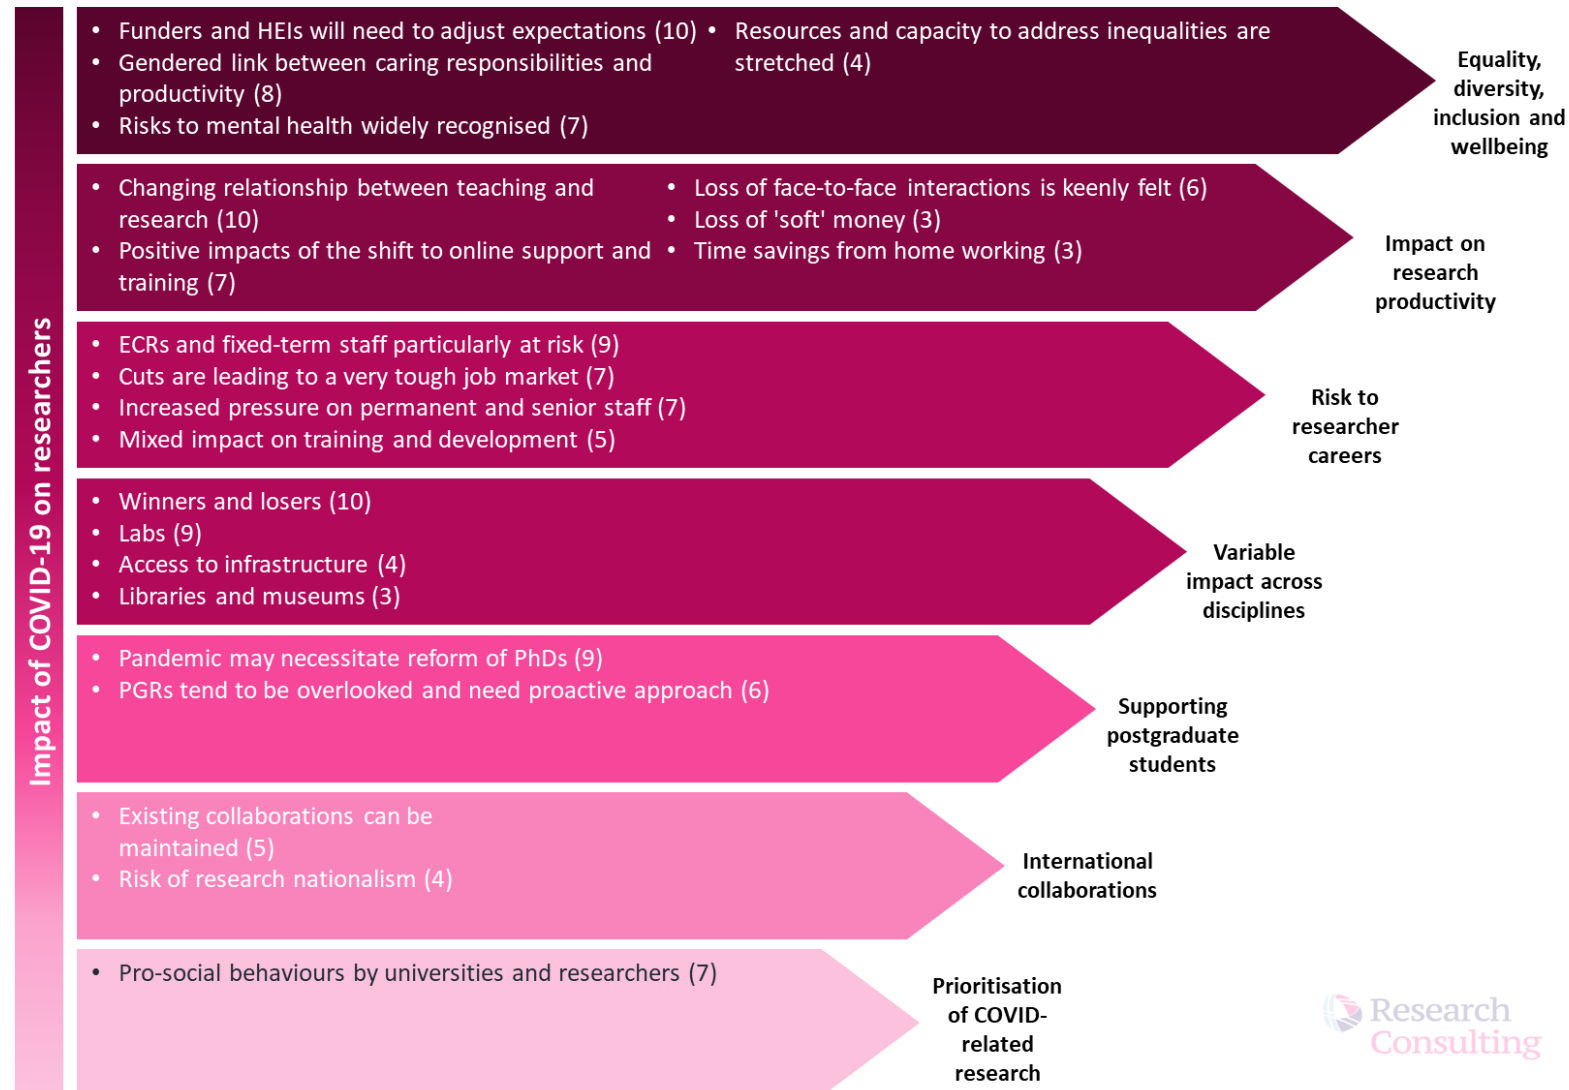 Impact of COVID-19 on researchers
• Funders and HEIs will need to adjust expectations (10)
• Gendered link between caring responsibilities and
productivity (8)
• Risks to mental health widely recognised (7)
• Resources and capacity to address inequalities are
stretched (4)
Equality,
diversity,
inclusion and
wellbeing
• Changing relationship between teaching and
research (10)
• Positive impacts of the shift to online support and
training (7)
• Loss of face-to-face interactions is keenly felt (6)
• Loss of 'soft' money (3)
• Time savings from home working (3)
Impact on
research
productivity
• ECRs and fixed-term staff particularly at risk (9)
• Cuts are leading to a very tough job market (7)
• Increased pressure on permanent and senior staff (7)
• Mixed impact on training and development (5)
Risk to
researcher
careers
• Winners and losers (10)
• Labs (9)
• Access to infrastructure (4)
• Libraries and museums (3)
Variable
impact across
disciplines
• Pandemic may necessitate reform of PhDs (9)
• PGRs tend to be overlooked and need proactive approach (6)
Supporting
postgraduate
students
• Existing collaborations can be
maintained (5)
• Risk of research nationalism (4)
International
collaborations
• Pro-social behaviours by universities and researchers (7)
Prioritisation
of COVID-
related
research
Research
Consulting